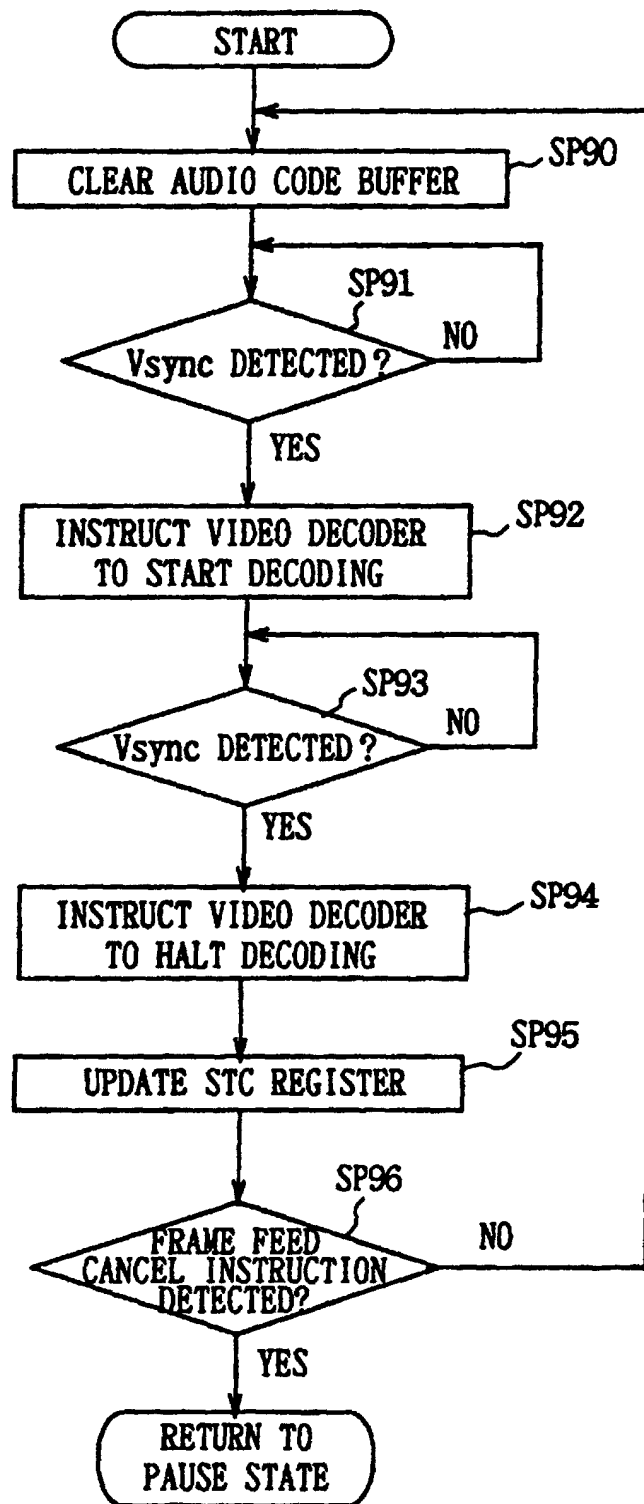 START
SP90
CLEAR AUDIO CODE BUFFER
SP91
Vsync DETECTED?
NO
YES
SP92
INSTRUCT VIDEO DECODER
TO START DECODING
SP93
Vsync DETECTED?
NO
YES
SP94
INSTRUCT VIDEO DECODER
TO HALT DECODING
SP95
UPDATE STC REGISTER
SP96
FRAME FEED
CANCEL INSTRUCTION
DETECTED?
NO
YES
RETURN TO
PAUSE STATE